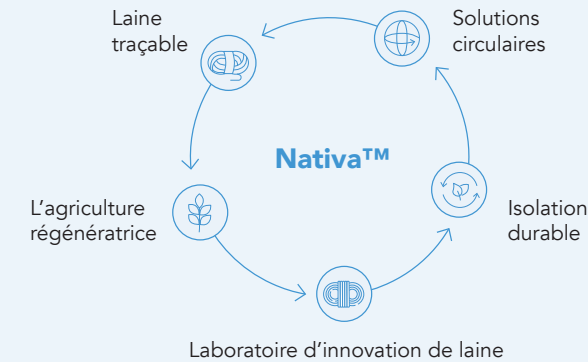 Laine
traçable
Solutions
circulaires
Nativa™
L’agriculture
régénératrice
Isolation
durable
Laboratoire d’innovation de laine